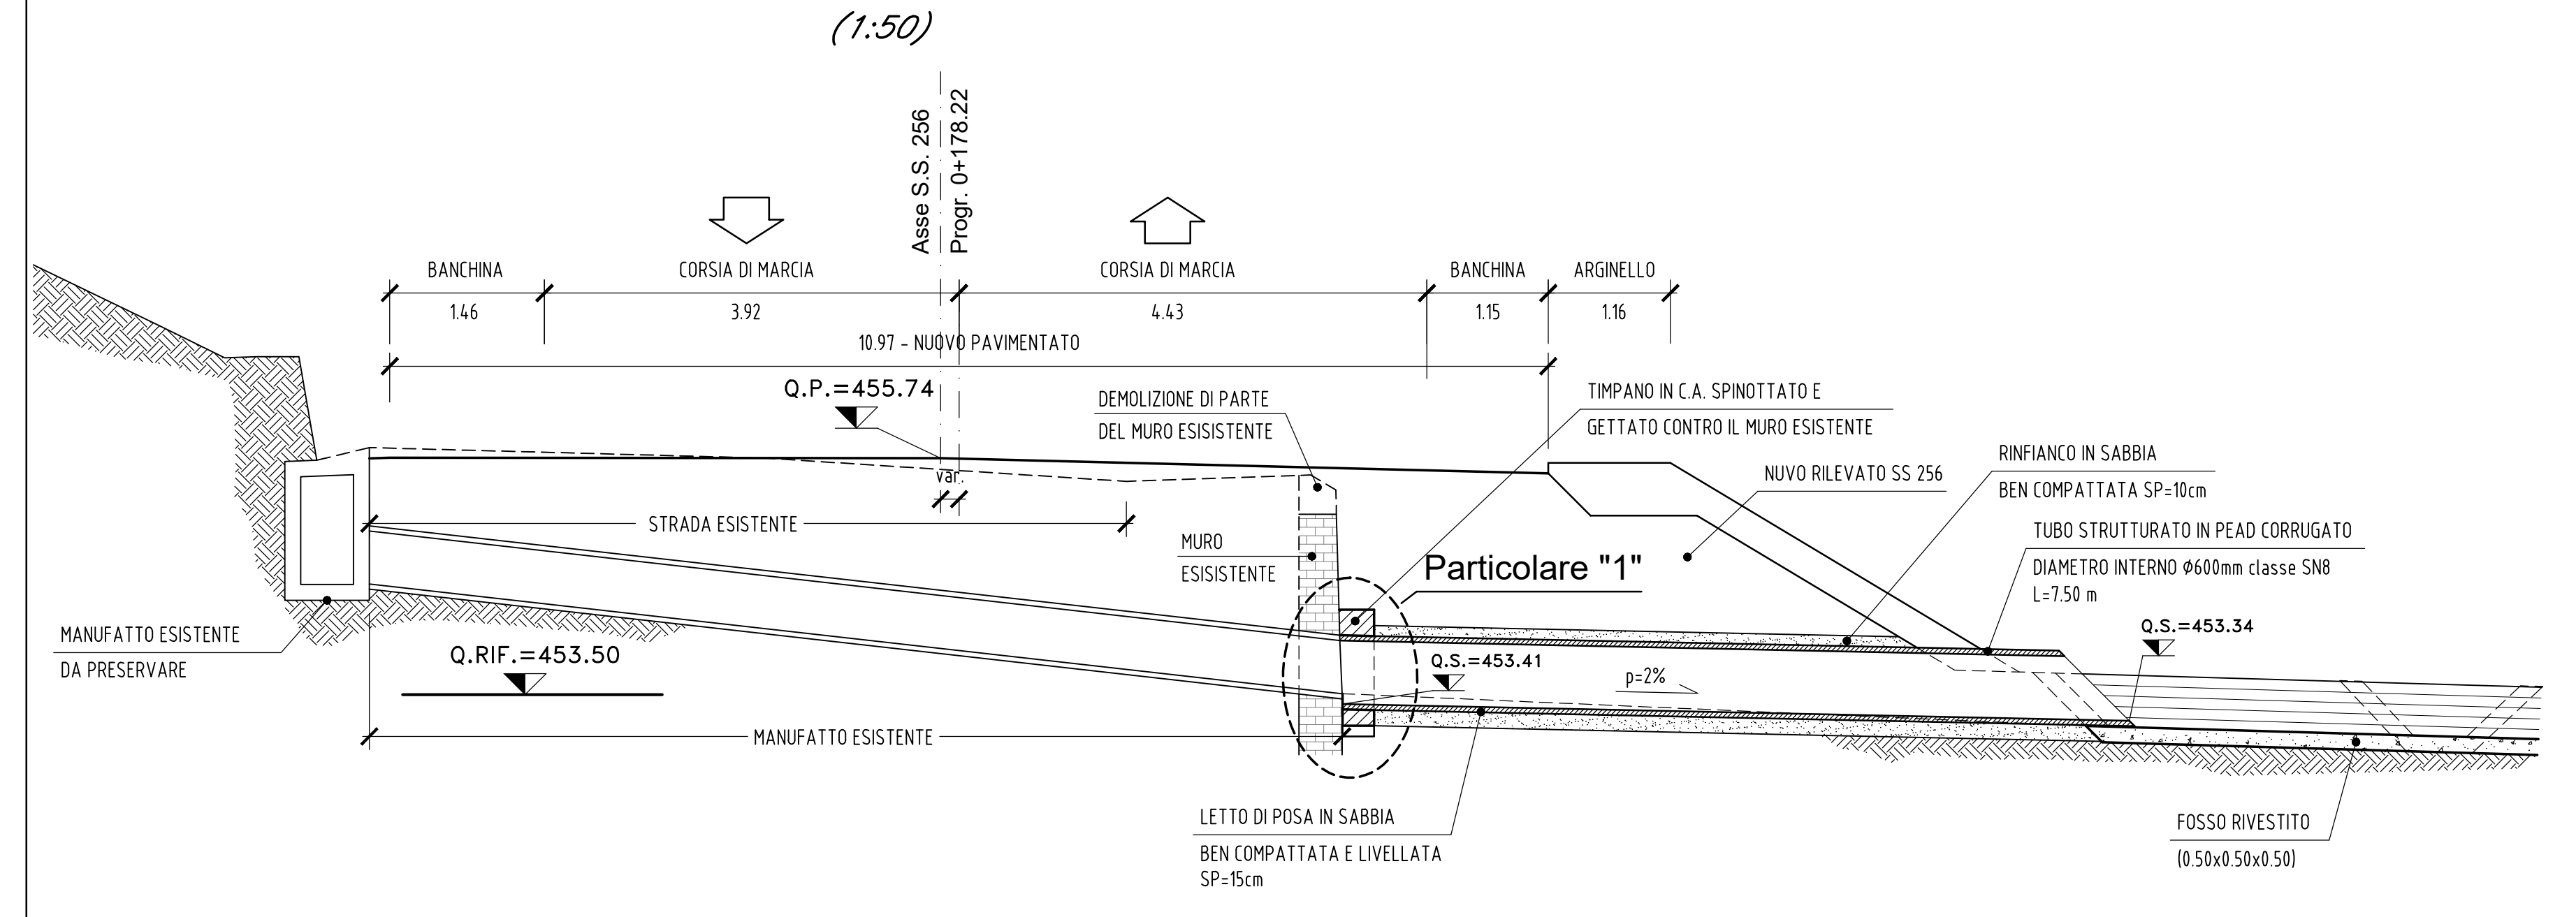 (1:50)
Asse S.S. 256
Progr. 0+178.22
BANCHINA
CORSIA DI MARCIA
CORSIA DI MARCIA
BANCHINA
ARGINELLO
1.46
3.92
4.43
1.15
1.16
10.97 - NUOVO PAVIMENTATO
Q.P.=455.74
DEMOLIZIONE DI PARTE
DEL MURO ESISISTENTE
TIMPANO IN C.A. SPINOTTATO E
GETTATO CONTRO IL MURO ESISTENTE
RINFIANCO IN SABBIA
BEN COMPATTATA SP=10cm
NUVO RILEVATO SS 256
var.
STRADA ESISTENTE
TUBO STRUTTURATO IN PEAD CORRUGATO
DIAMETRO INTERNO Ø600mm classe SN8
L=7.50 m
MURO
ESISISTENTE
Particolare "1"
MANUFATTO ESISTENTE
DA PRESERVARE
Q.RIF.=453.50
Q.S.=453.41
p=2%
Q.S.=453.34
MANUFATTO ESISTENTE
LETTO DI POSA IN SABBIA
BEN COMPATTATA E LIVELLATA
SP=15cm
FOSSO RIVESTITO
(0.50x0.50x0.50)